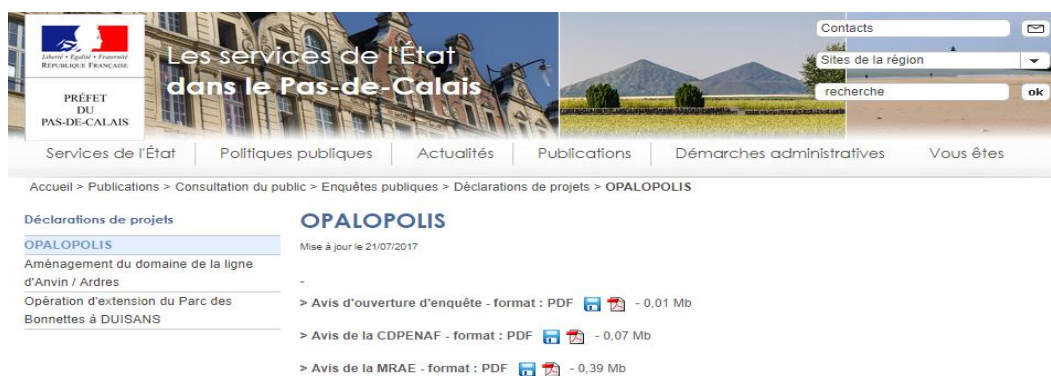 Liberté • Égalité • Fraternité
RÉPUBLIQUE FRANÇAISE
PRÉFET
DU
PAS-DE-CALAIS
Les services de l'État
dans le Pas-de-Calais
Contacts
Sites de la région
recherche
ok
Services de l'État
Politiques publiques
Actualités
Publications
Démarches administratives
Vous êtes
Accueil > Publications > Consultation du public > Enquêtes publiques > Déclarations de projets > OPALOPOLIS
Déclarations de projets
OPALOPOLIS
Aménagement du domaine de la ligne
d'Anvin / Ardres
Opération d'extension du Parc des
Bonnettes à DUISANS
OPALOPOLIS
Mise à jour le 21/07/2017
-
> Avis d'ouverture d'enquête - format : PDF - 0,01 Mb
> Avis de la CDPENAF - format : PDF - 0,07 Mb
> Avis de la MRAE - format : PDF - 0,39 Mb